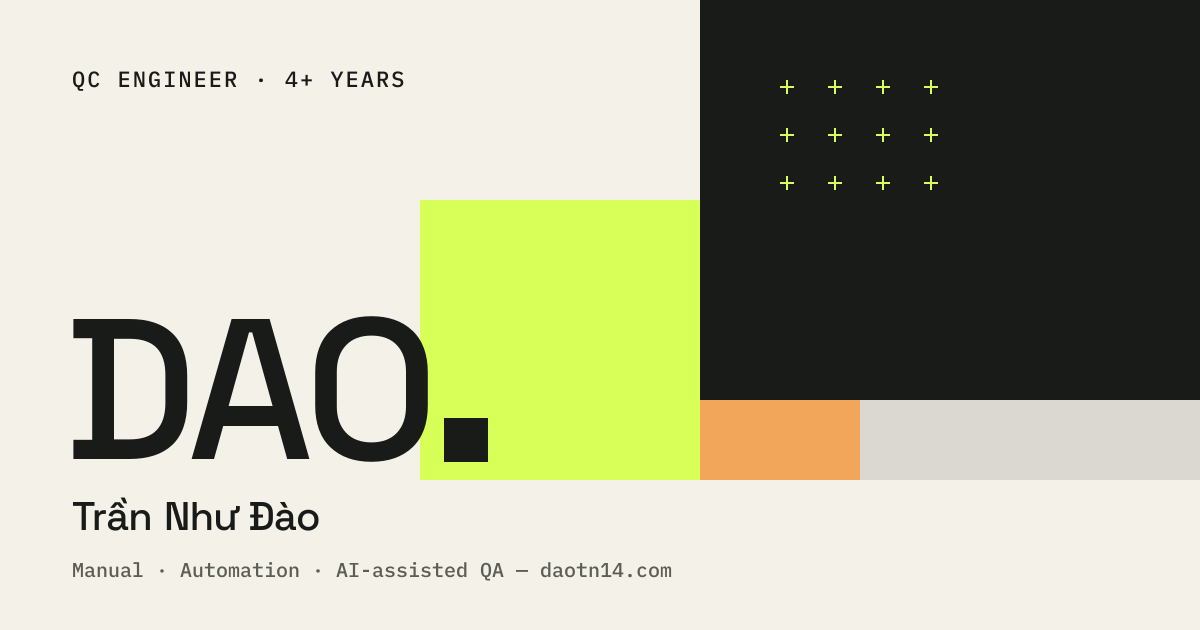 QC ENGINEER · 4+ YEARS
DAO.
Trần Như Đào
Manual · Automation · AI-assisted QA — daotn14.com